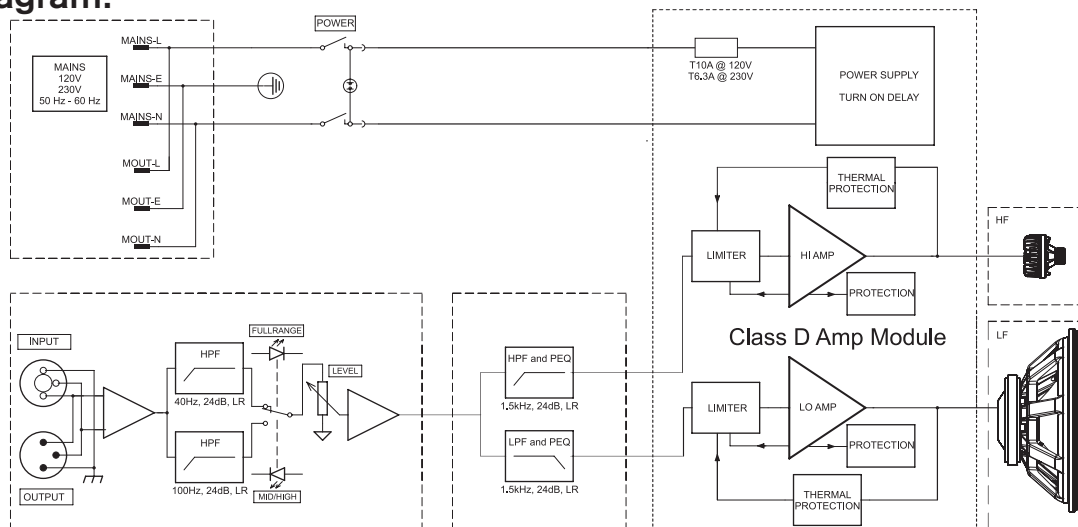 agram:
MAINS
120V
230V
50 Hz - 60 Hz
MAINS-L
MAINS-E
MAINS-N
MOUT-L
MOUT-E
MOUT-N
POWER
T10A @ 120V
T6.3A @ 230V
POWER SUPPLY
TURN ON DELAY
THERMAL
PROTECTION
LIMITER
HI AMP
PROTECTION
HF
Class D Amp Module
INPUT
OUTPUT
HPF
40Hz, 24dB, LR
HPF
100Hz, 24dB, LR
FULLRANGE
LEVEL
MID/HIGH
HPF and PEQ
1.5kHz, 24dB, LR
LPF and PEQ
1.5kHz, 24dB, LR
LIMITER
LO AMP
PROTECTION
THERMAL
PROTECTION
LF